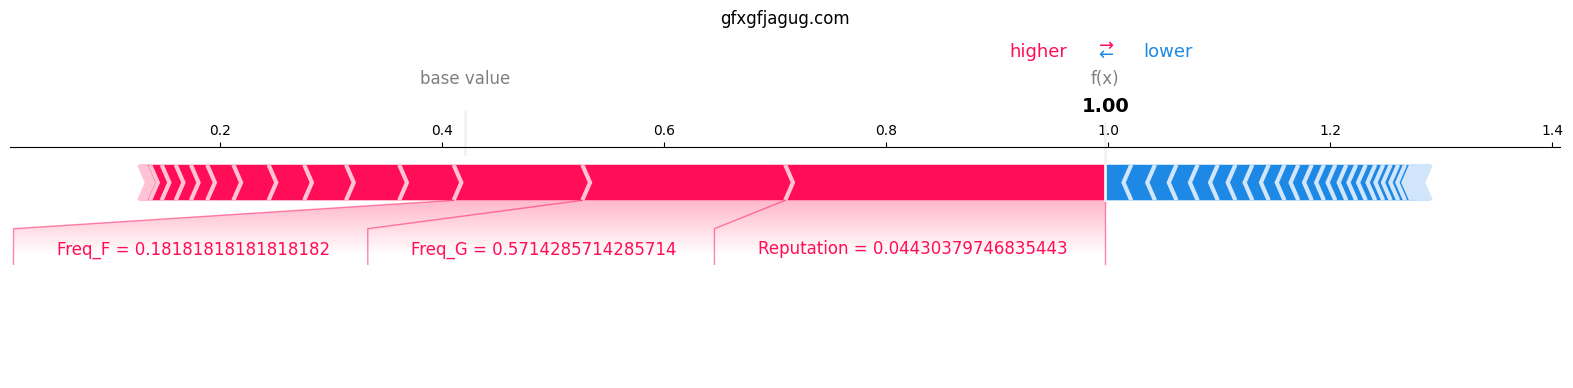 gfxgfjagug.com
higher → ← lower
base value f(x)
1.00
0.2 0.4 0.6 0.8 1.0 1.2 1.4
Freq_F = 0.18181818181818182 Freq_G = 0.5714285714285714 Reputation = 0.04430379746835443